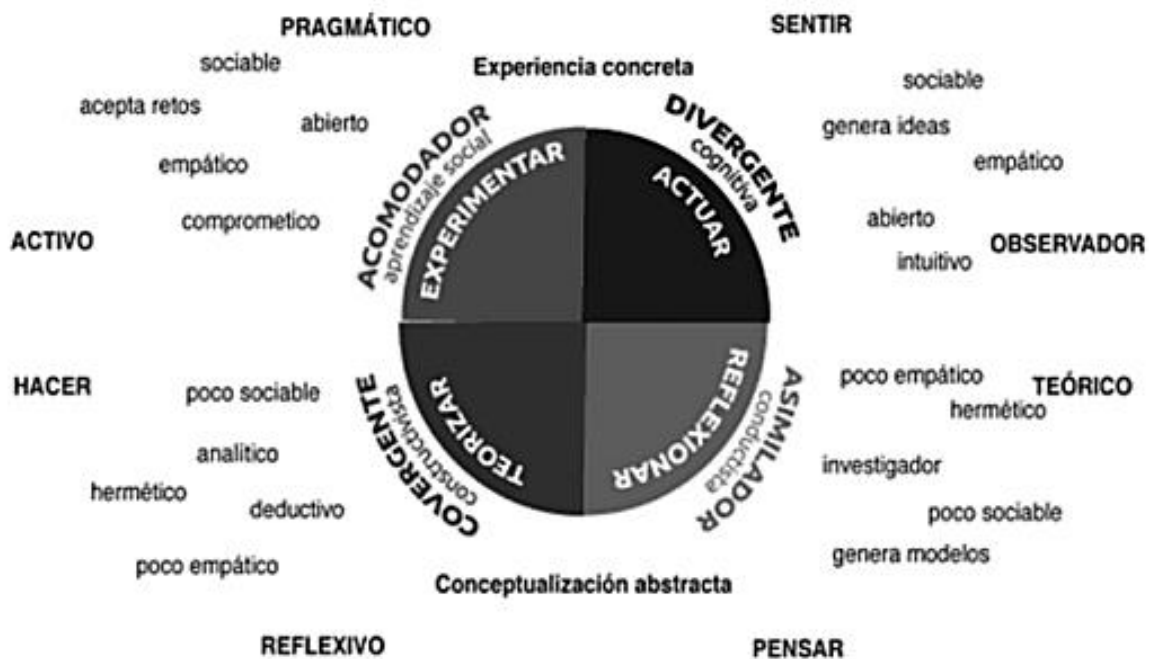 PRAGMÁTICO
SENTIR
sociable
Experiencia concreta
sociable
acepta retos
abierto
genera ideas
empático
empático
comprometico
abierto
intuitivo
ACTIVO
OBSERVADOR
ACOMODADOR
aprendizaje social
EXPERIMENTAR
DIVERGENTE
cognitiva
ACTUAR
HACER
poco sociable
analítico
hermético
deductivo
poco empático
COVERGENTE
constructivista
TEORIZAR
REFLEXIONAR
ASIMILADOR
conductista
poco empático
TEÓRICO
hermético
investigador
poco sociable
genera modelos
Conceptualización abstracta
REFLEXIVO
PENSAR